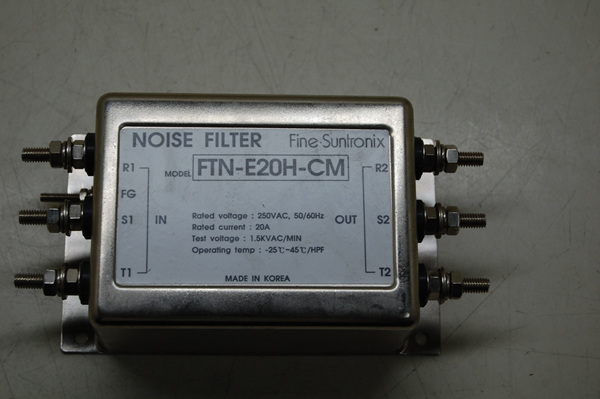 NOISE FILTER Fine Suntronix
MODEL FTN-E20H-CM
R1 R2
FG
S1 IN OUT S2
T1 T2
Rated voltage : 250VAC, 50/60Hz
Rated current : 20A
Test voltage : 1.5KVAC/MIN
Operating temp : -25℃~45℃/HPF
MADE IN KOREA